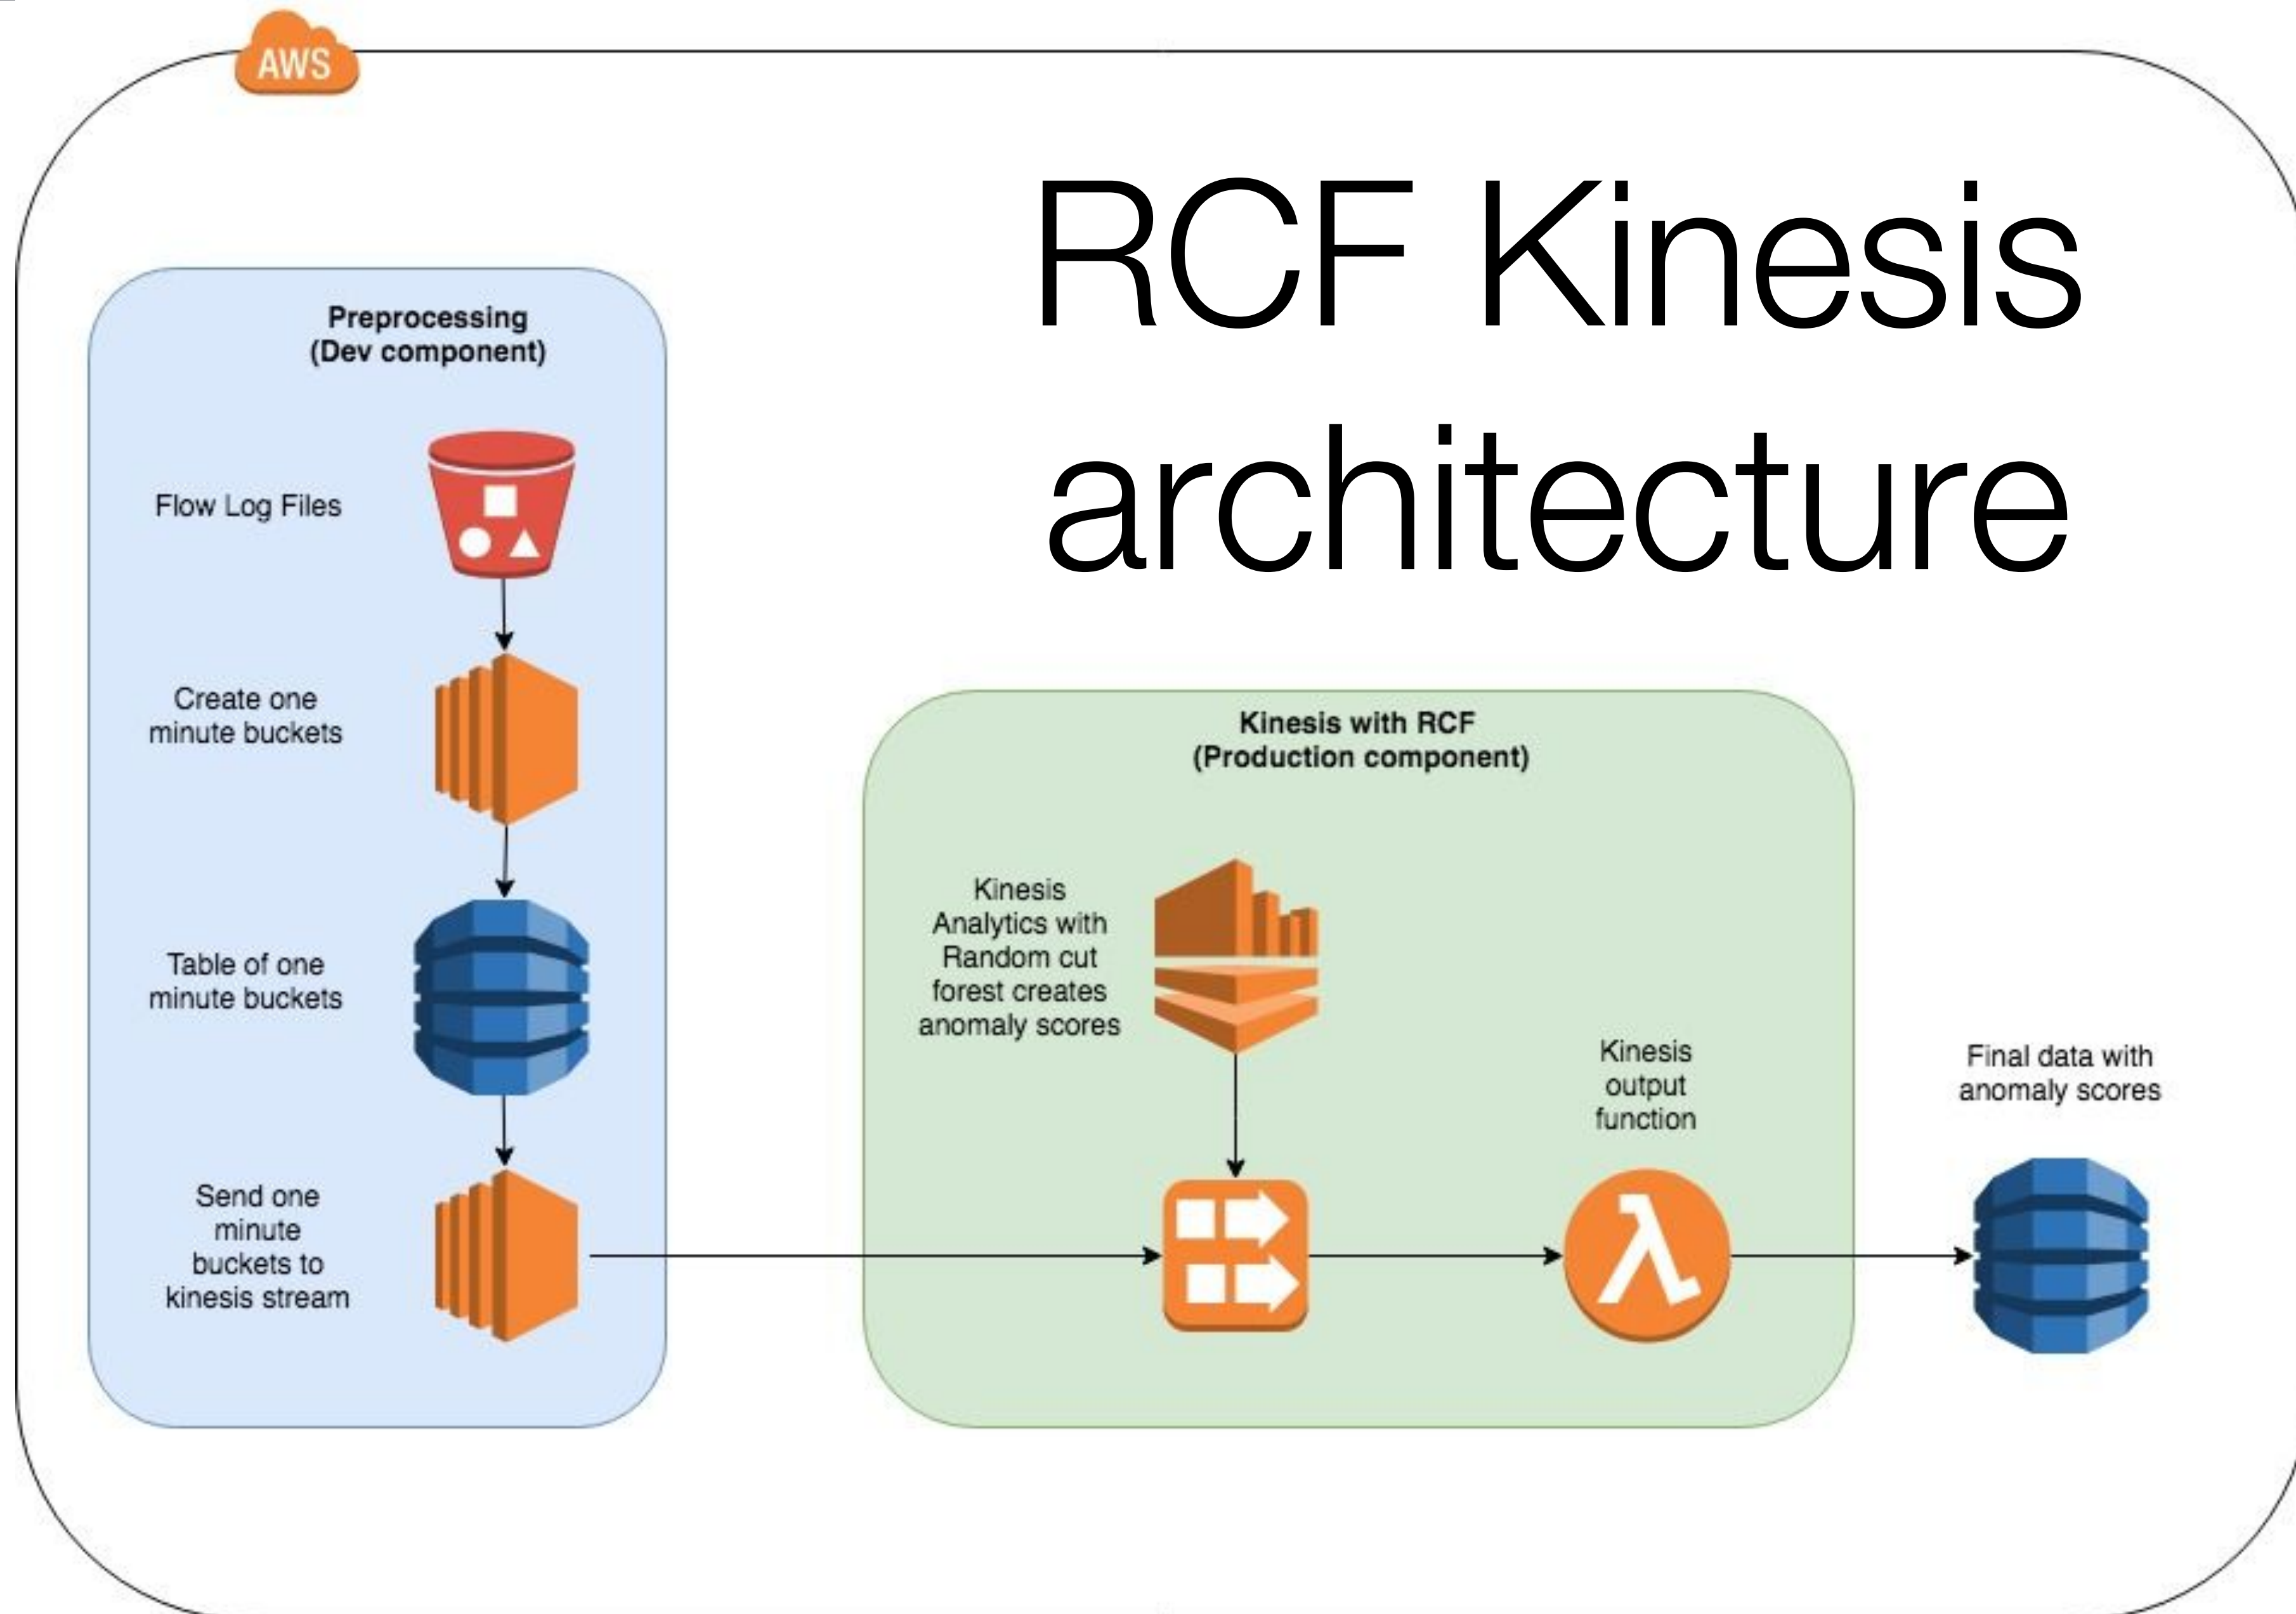 AWS
RCF Kinesis
architecture
Preprocessing
(Dev component)
Flow Log Files
Create one
minute buckets
Table of one
minute buckets
Send one
minute
buckets to
kinesis stream
Kinesis with RCF
(Production component)
Kinesis
Analytics with
Random cut
forest creates
anomaly scores
Kinesis
output
function
λ
Final data with
anomaly scores